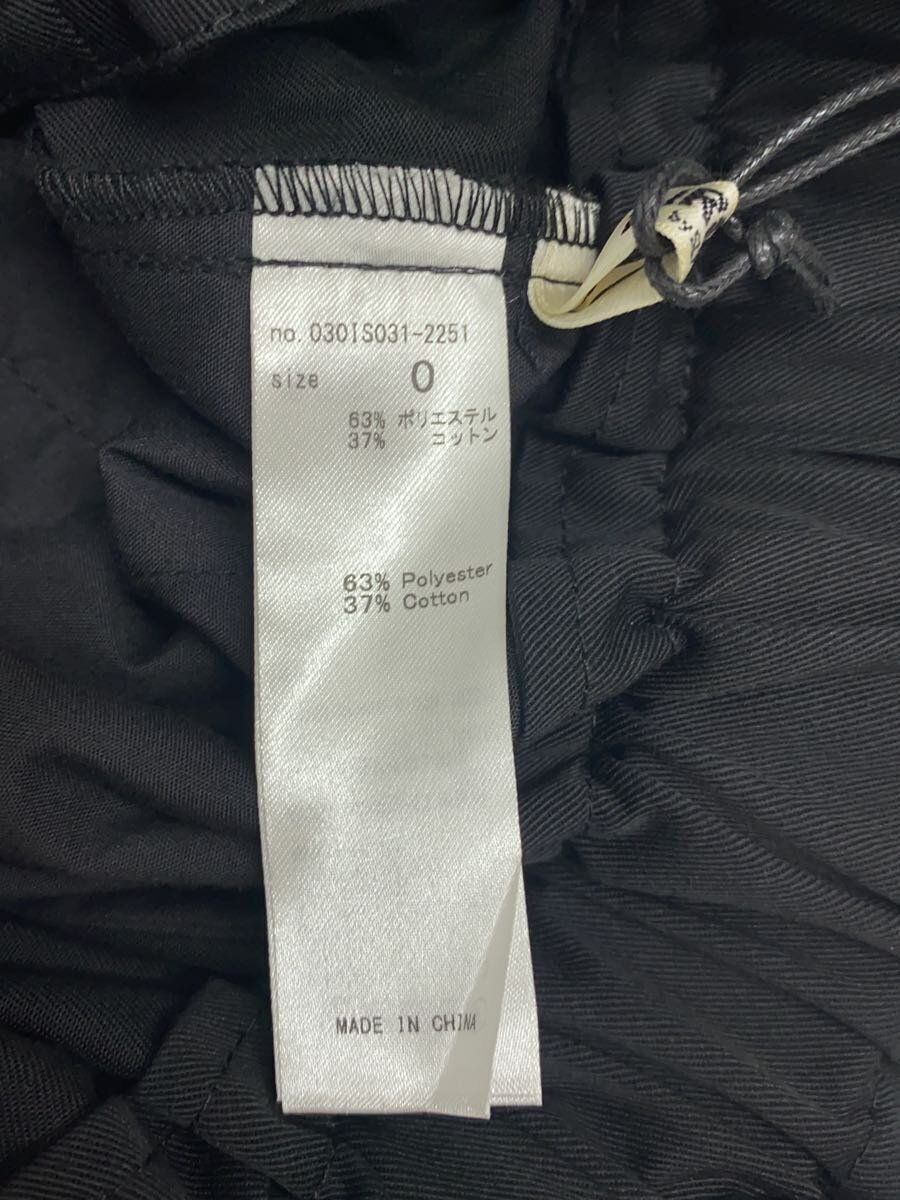 no. 030IS031-2251
size 0
63% ポリエステル
37% コットン
63% Polyester
37% Cotton
MADE IN CHINA